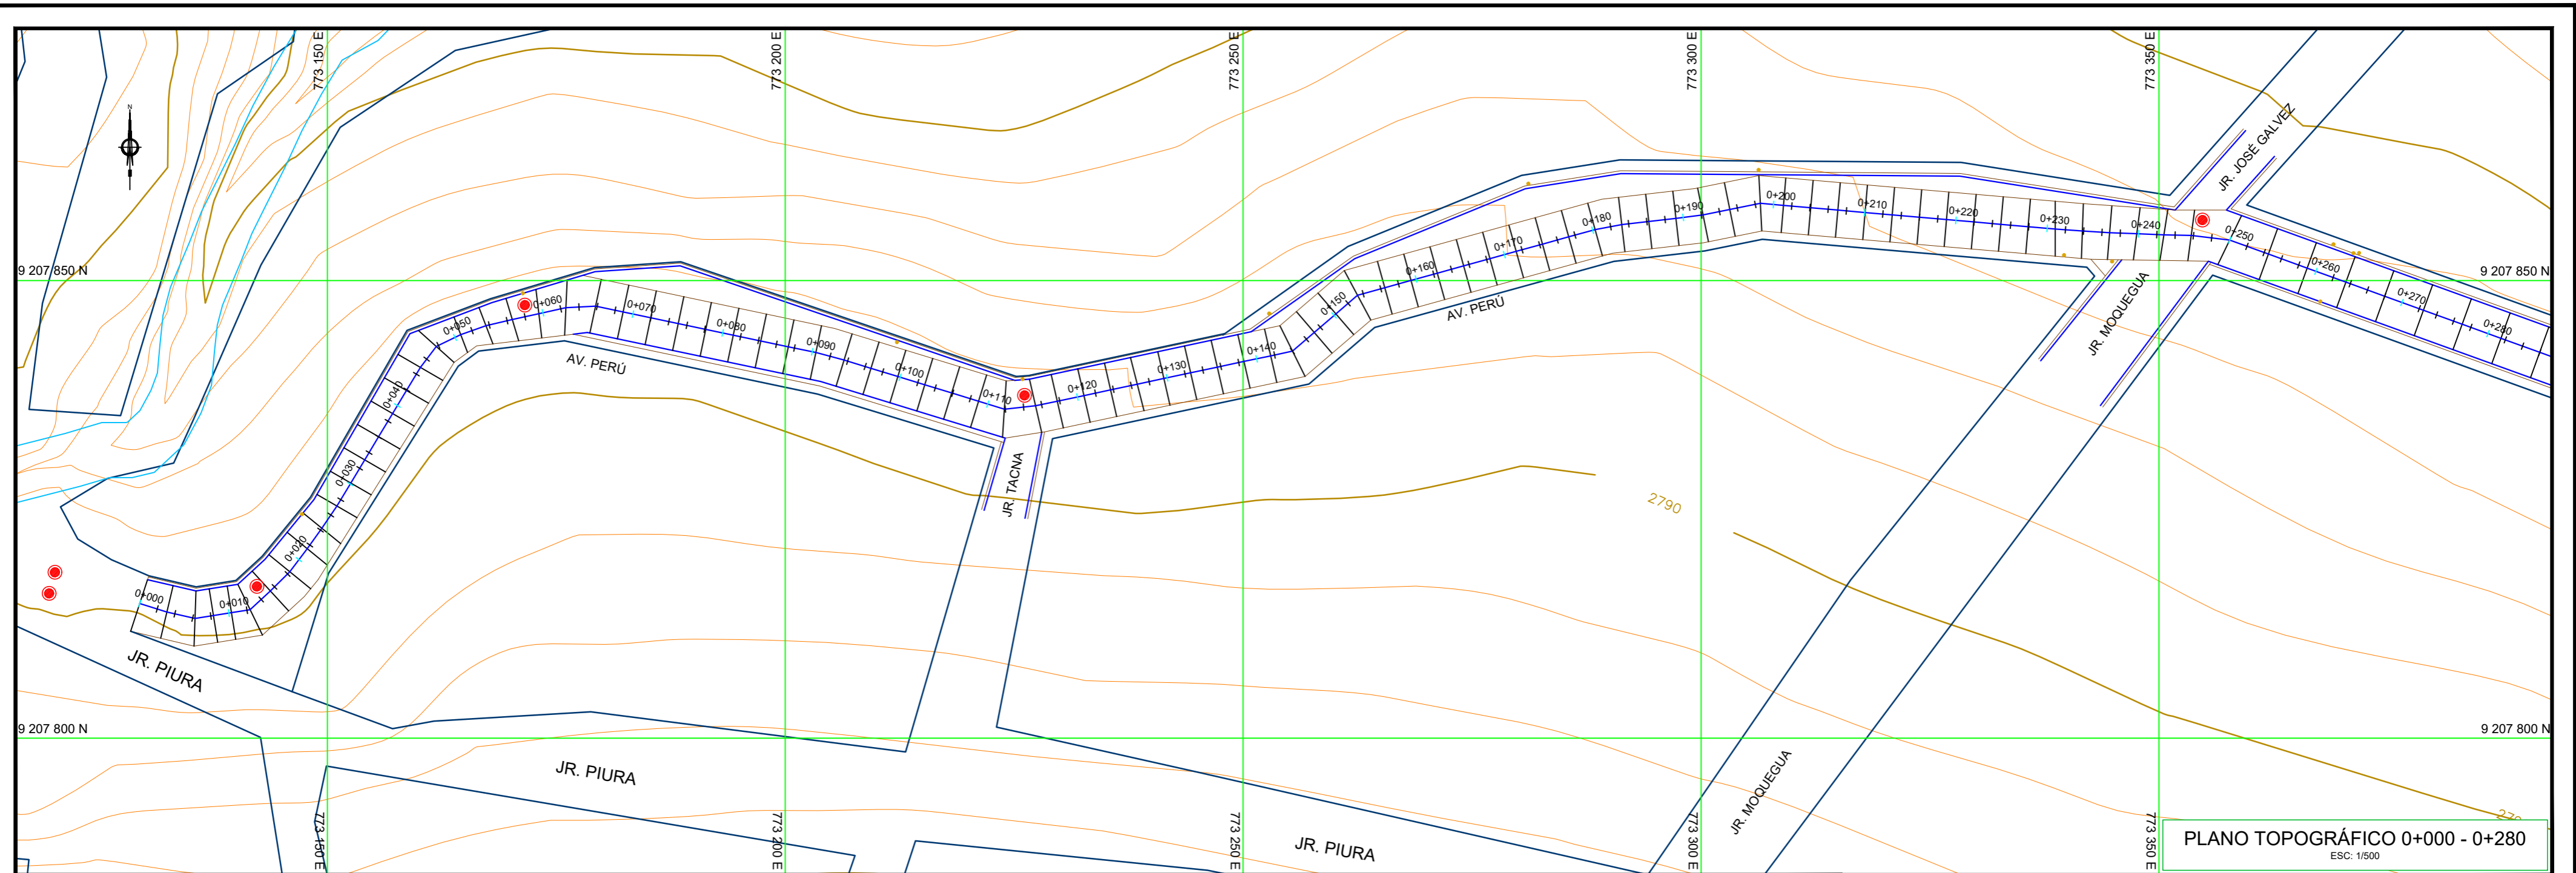 773 150 E
773 200 E
773 250 E
773 300 E
773 350 E
N
JR. JOSÉ GALVEZ
9 207 850 N
9 207 850 N
0+000
0+010
0+020
0+030
0+040
0+050
0+060
0+070
0+080
0+090
0+100
0+110
0+120
0+130
0+140
0+150
0+160
0+170
0+180
0+190
0+200
0+210
0+220
0+230
0+240
0+250
0+260
0+270
0+280
AV. PERÚ
AV. PERÚ
JR. MOQUEGUA
JR. TACNA
2790
JR. PIURA
9 207 800 N
9 207 800 N
JR. PIURA
JR. MOQUEGUA
JR. PIURA
773 150 E
773 200 E
773 250 E
773 300 E
773 350 E
PLANO TOPOGRÁFICO 0+000 - 0+280
ESC: 1/500